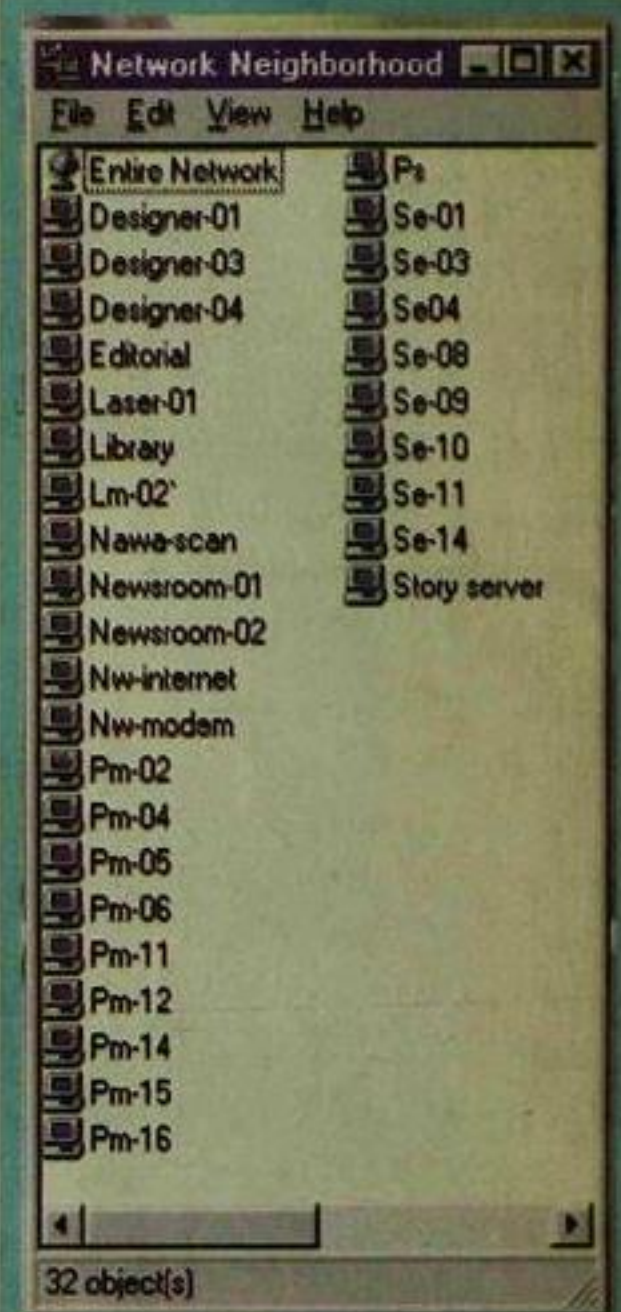 Network Neighborhood
File Edit View Help
Entire Network
Designer-01
Designer-03
Designer-04
Editorial
Laser-01
Library
Lm-02`
Nawa-scan
Newsroom-01
Newsroom-02
Nw-internet
Nw-modem
Pm-02
Pm-04
Pm-05
Pm-06
Pm-11
Pm-12
Pm-14
Pm-15
Pm-16
Ps
Se-01
Se-03
Se04
Se-08
Se-09
Se-10
Se-11
Se-14
Story server
32 object(s)